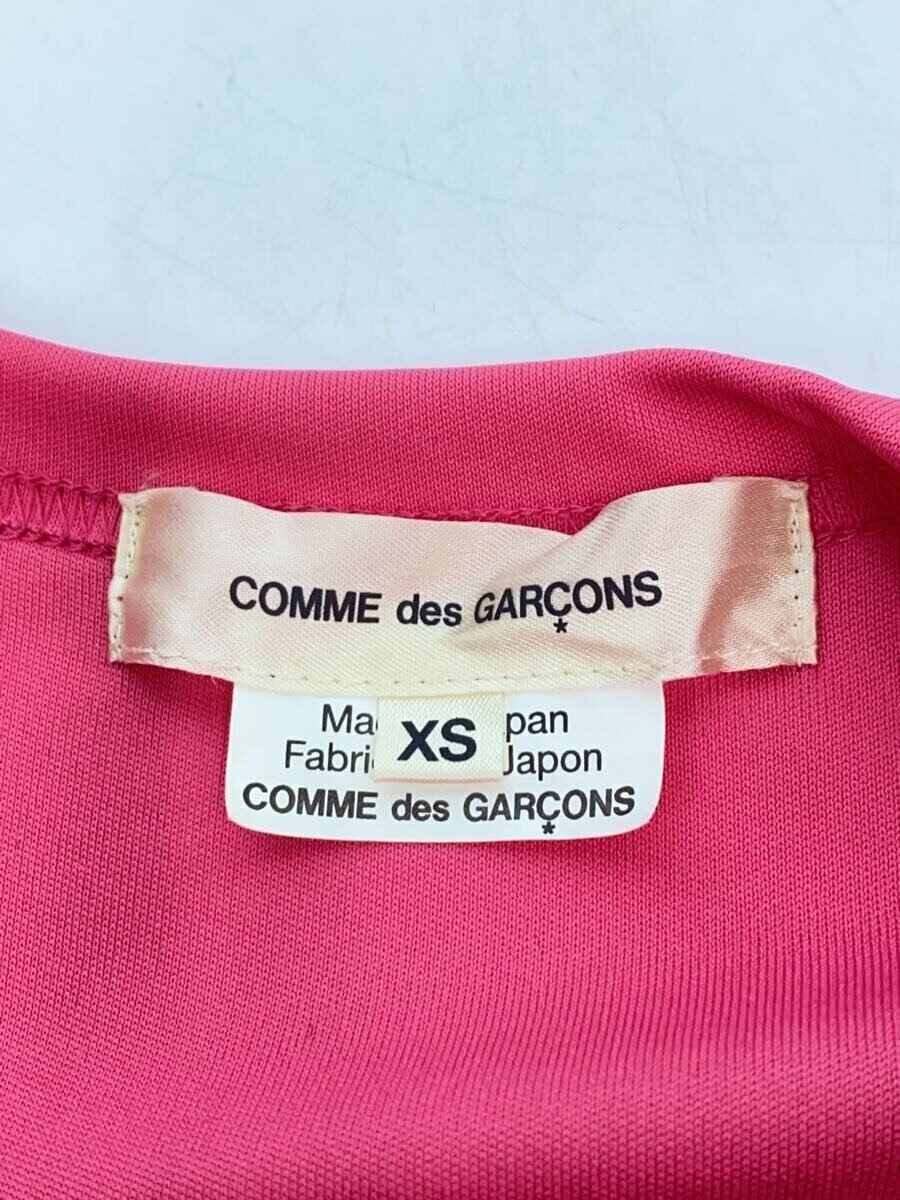 COMME des GARÇONS
*
Ma pan
XS
Fabri Japon
COMME des GARÇONS
*